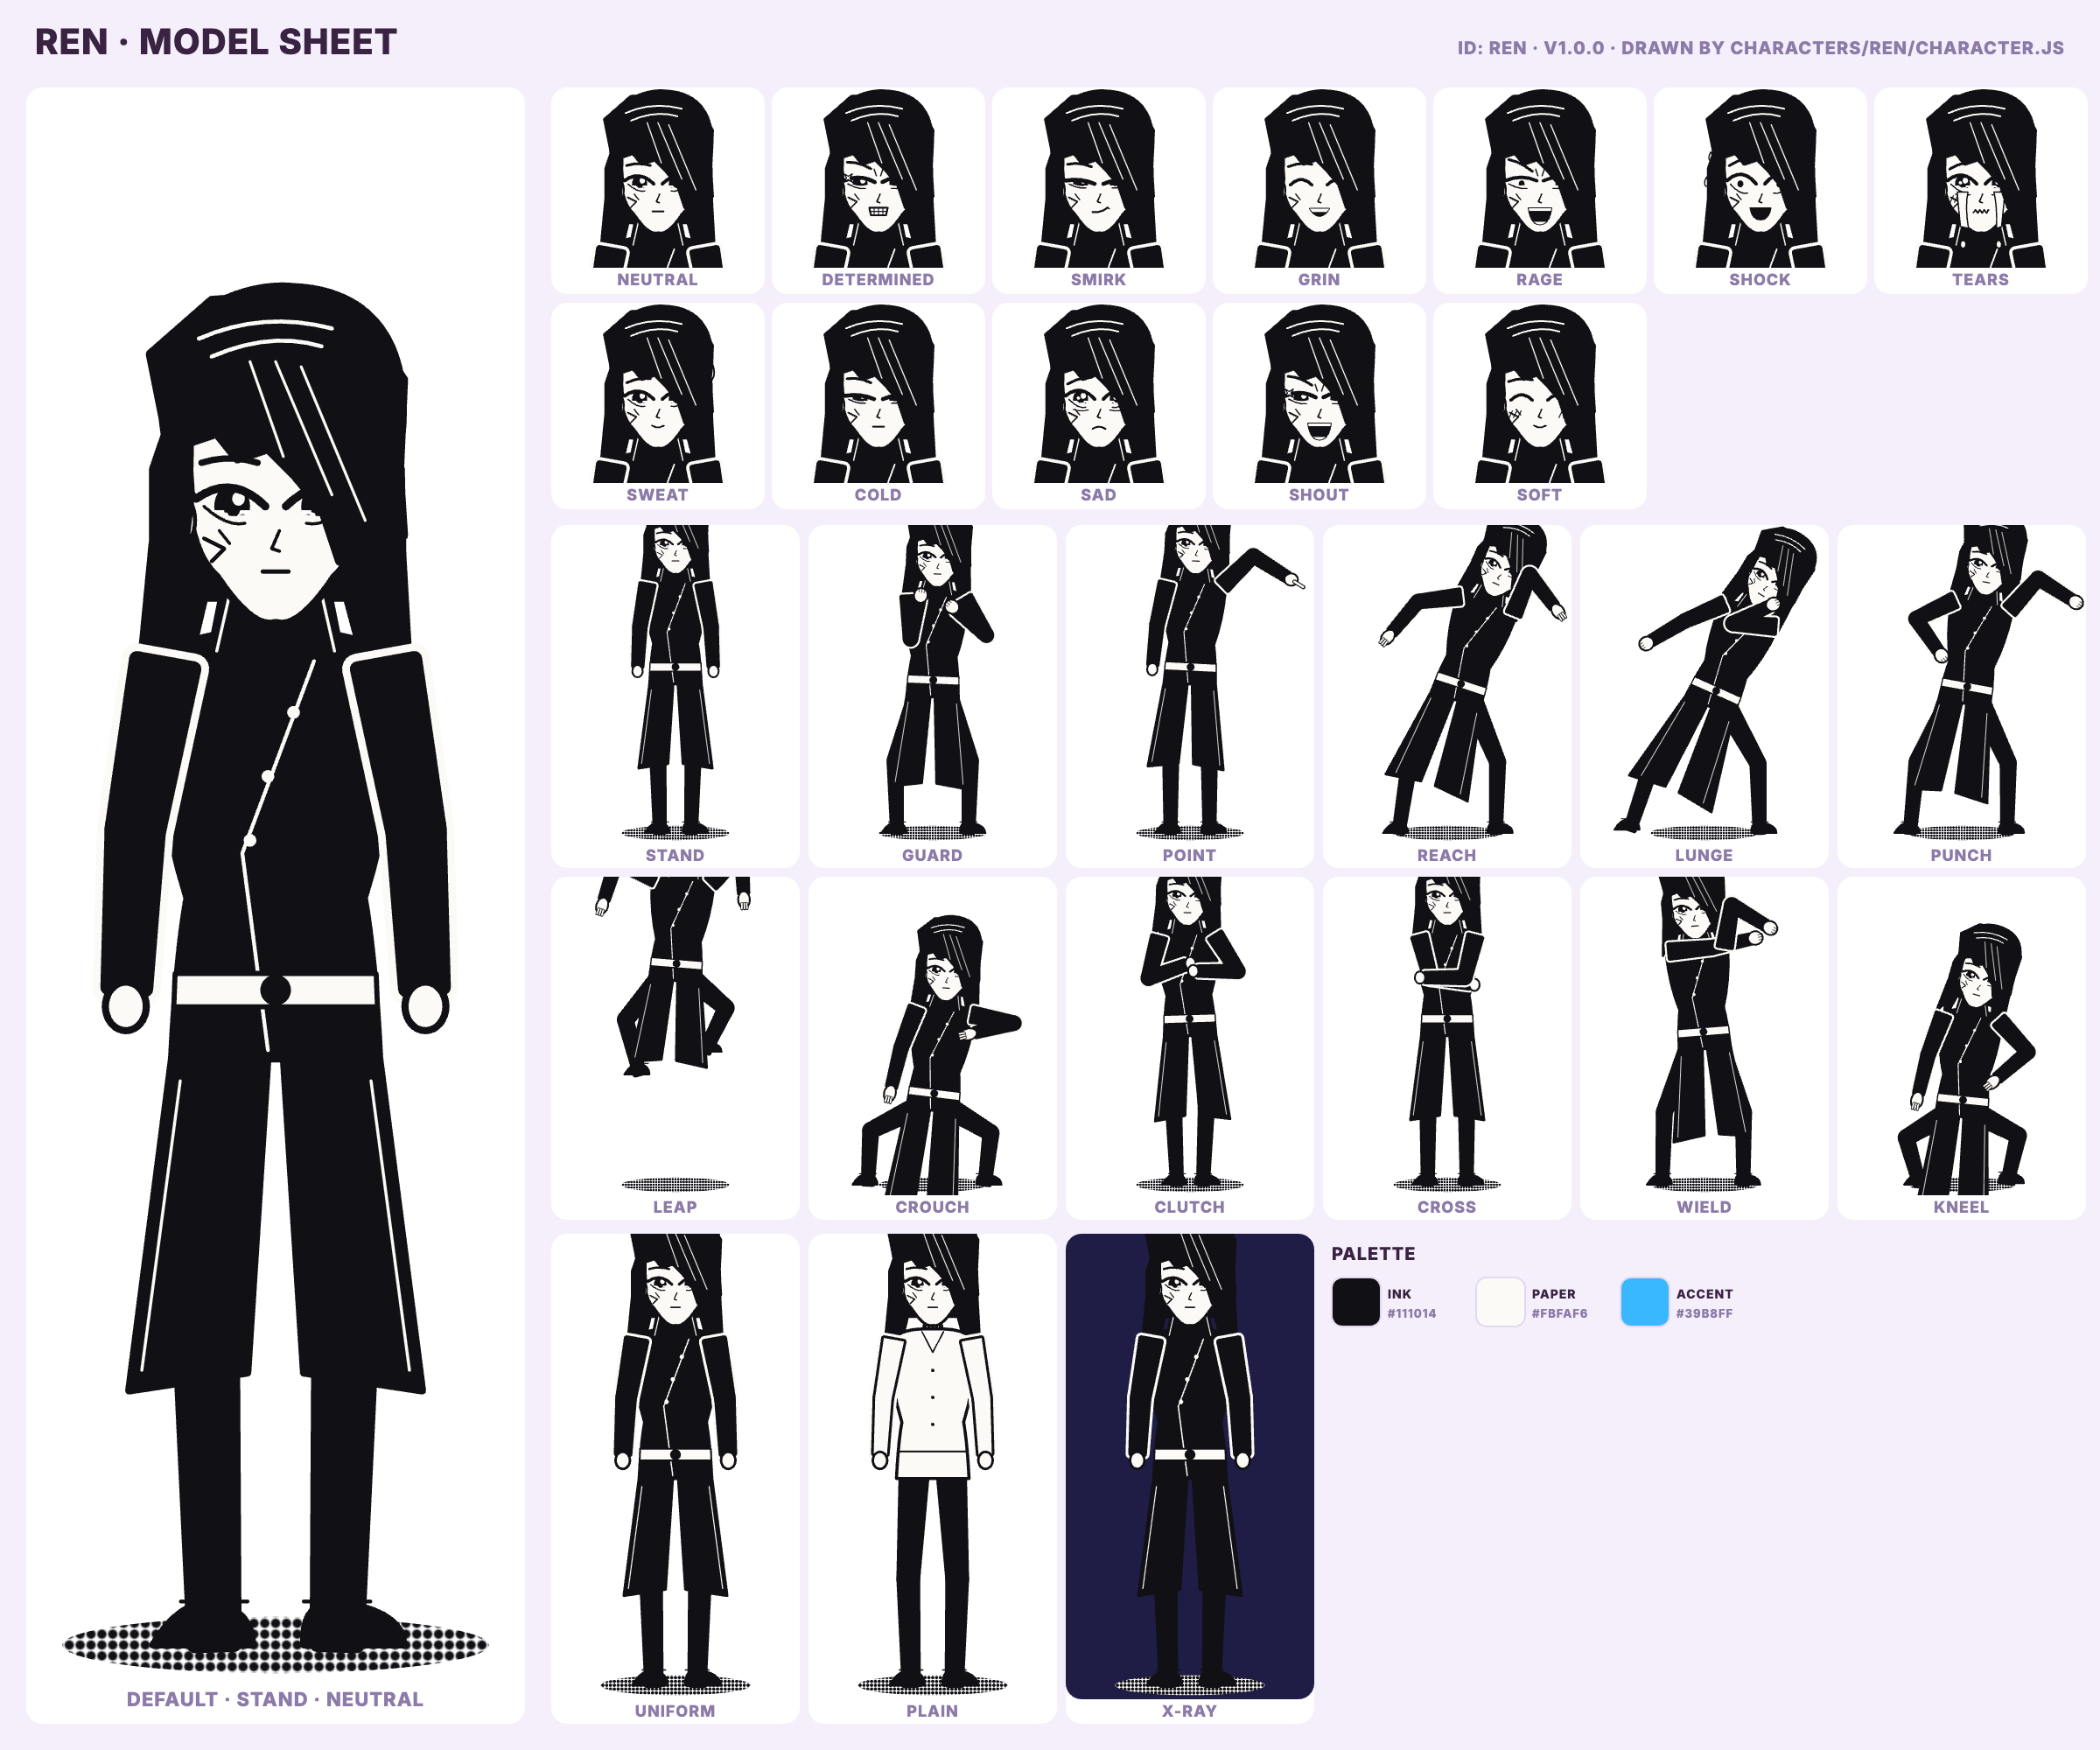 REN · MODEL SHEET
ID: REN · V1.0.0 · DRAWN BY CHARACTERS/REN/CHARACTER.JS
NEUTRAL
DETERMINED
SMIRK
GRIN
RAGE
SHOCK
TEARS
SWEAT
COLD
SAD
SHOUT
SOFT
STAND
GUARD
POINT
REACH
LUNGE
PUNCH
LEAP
CROUCH
CLUTCH
CROSS
WIELD
KNEEL
PALETTE
INK
#111014
PAPER
#FBFAF6
ACCENT
#39B8FF
DEFAULT · STAND · NEUTRAL
UNIFORM
PLAIN
X-RAY